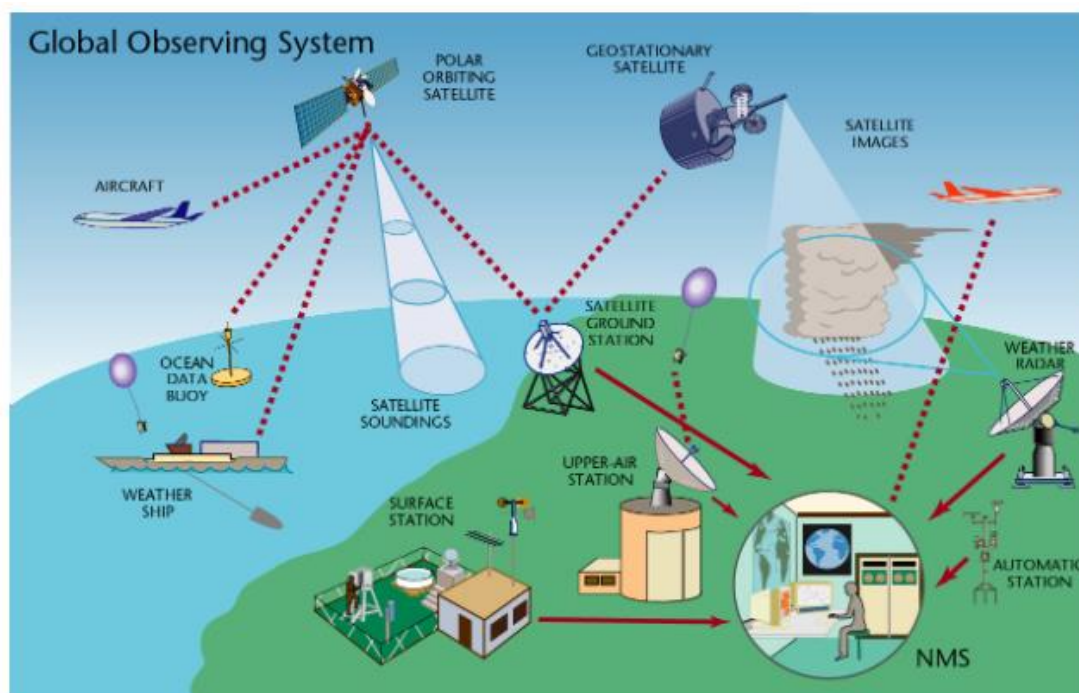 Global Observing System
POLAR
ORBITING
SATELLITE
GEOSTATIONARY
SATELLITE
SATELLITE
IMAGES
AIRCRAFT
OCEAN
DATA
BUOY
SATELLITE
SOUNDINGS
SATELLITE
GROUND
STATION
WEATHER
RADAR
WEATHER
SHIP
SURFACE
STATION
UPPER-AIR
STATION
AUTOMATIC
STATION
NMS